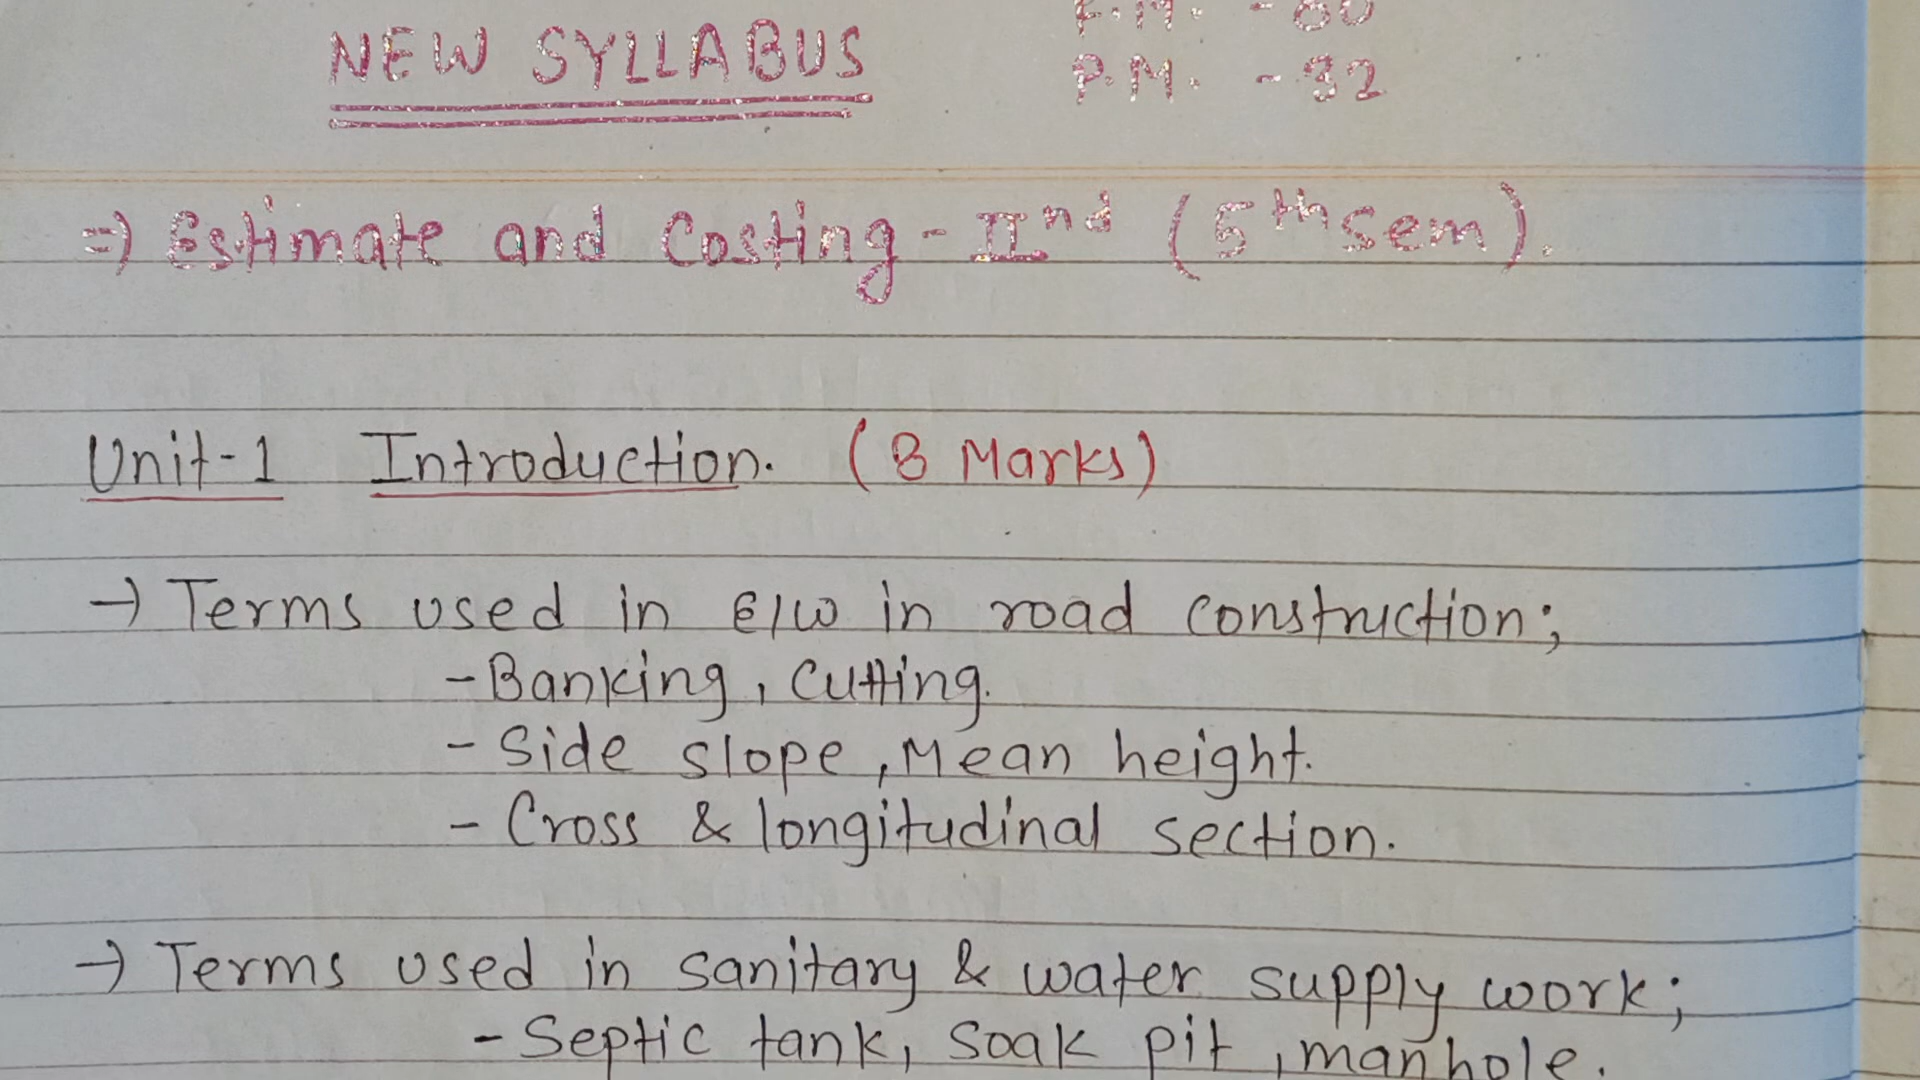 NEW SYLLABUS
F.M. - 80
P.M. - 32
=) Estimate and Costing - IInd (5th sem).
Unit-1 Introduction. (8 Marks)
→ Terms used in E/W in road construction;
- Banking, Cutting.
- Side slope, Mean height.
- Cross & longitudinal section.
→ Terms used in sanitary & water supply work;
- Septic tank, Soak pit, manhole.